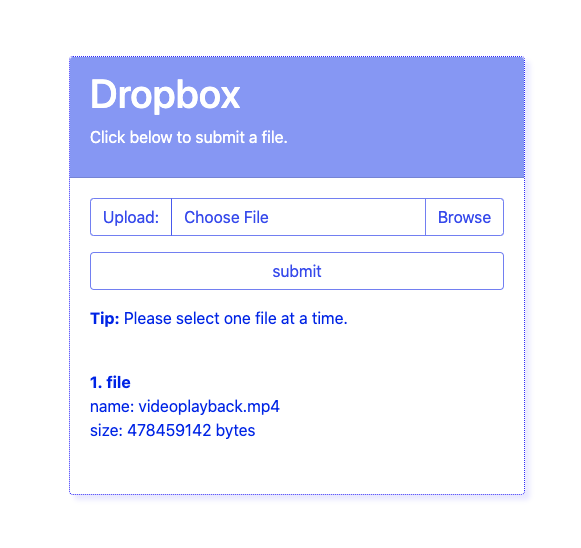 Dropbox
Click below to submit a file.
Upload: Choose File Browse
submit
Tip: Please select one file at a time.
1. file
name: videoplayback.mp4
size: 478459142 bytes